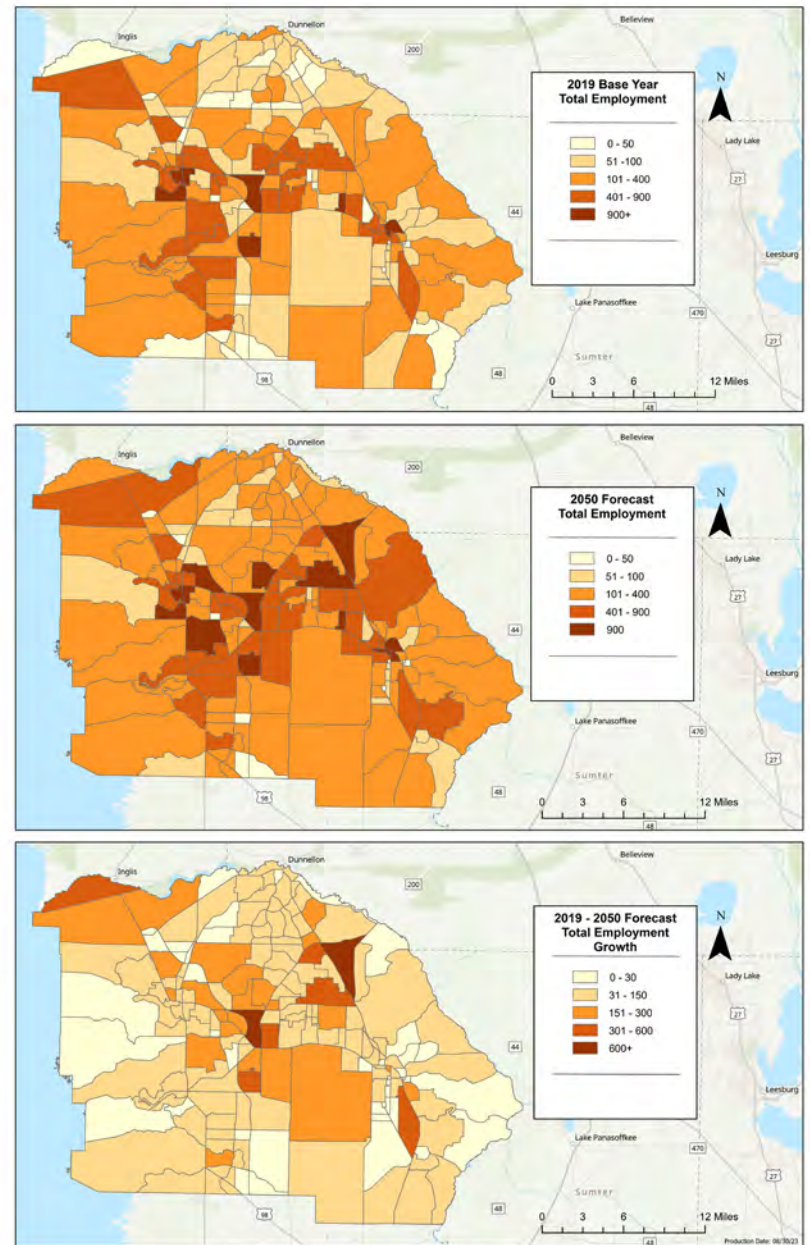 Inglis
Dunnellon
Belleview
200
2019 Base Year
Total Employment
0 - 50
51 -100
101 - 400
401 - 900
900+
N
Lady Lake
27
44
Leesburg
Lake Panasoffkee
470
Sumter
27
98
48
0 3 6 12 Miles
48
Inglis
Dunnellon
Belleview
200
2050 Forecast
Total Employment
0 - 50
51 - 100
101 - 400
401 - 900
900
N
Lady Lake
27
44
Leesburg
Lake Panasoffkee
470
Sumter
27
98
48
0 3 6 12 Miles
48
Inglis
Dunnellon
Belleview
200
2019 - 2050 Forecast
Total Employment
Growth
0 - 30
31 - 150
151 - 300
301 - 600
600+
N
Lady Lake
27
44
Leesburg
Lake Panasoffkee
470
Sumter
27
98
48
0 3 6 12 Miles
48
Production Date: 08/30/23